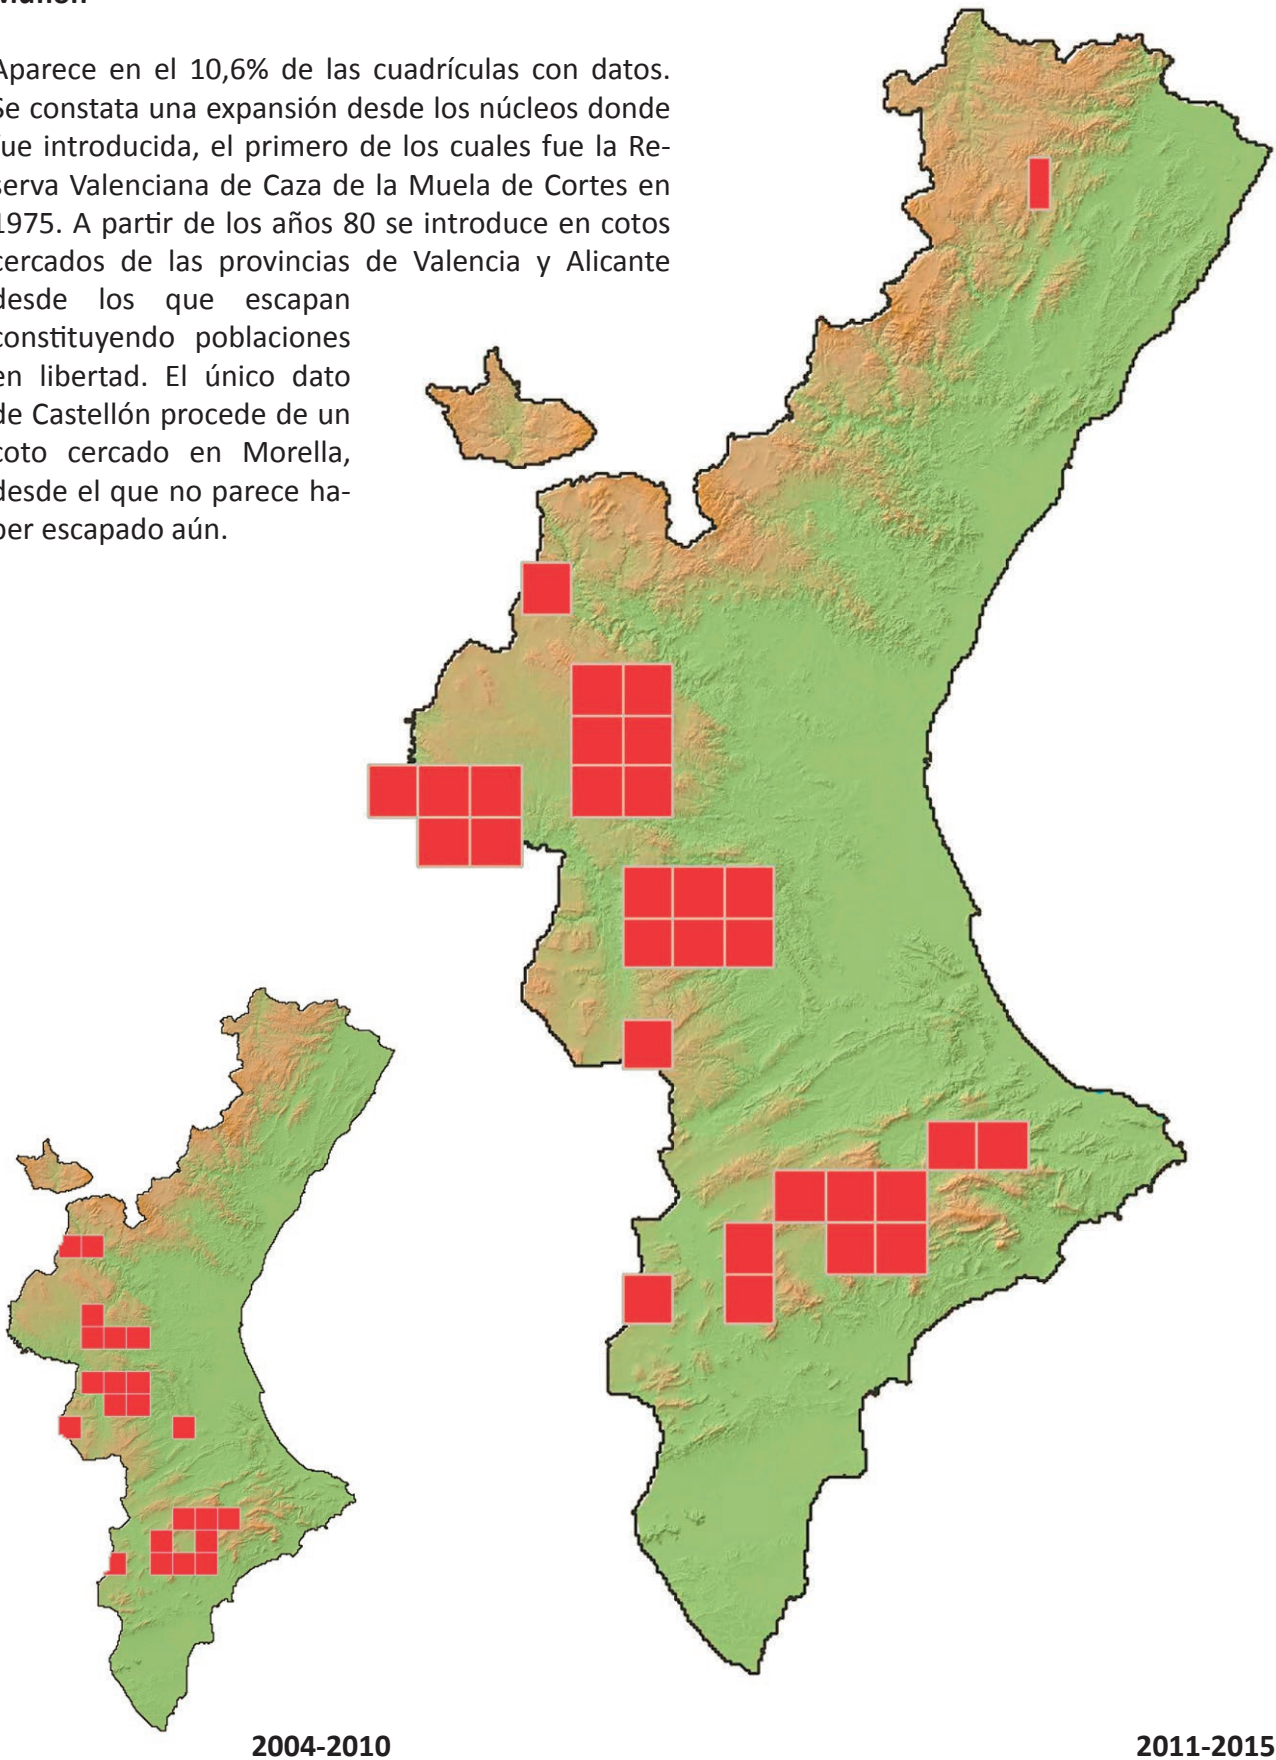 Muflón
Aparece en el 10,6% de las cuadrículas con datos.
Se constata una expansión desde los núcleos donde
fue introducida, el primero de los cuales fue la Re-
serva Valenciana de Caza de la Muela de Cortes en
1975. A partir de los años 80 se introduce en cotos
cercados de las provincias de Valencia y Alicante
desde los que escapan
constituyendo poblaciones
en libertad. El único dato
de Castellón procede de un
coto cercado en Morella,
desde el que no parece ha-
ber escapado aún.
2004-2010
2011-2015